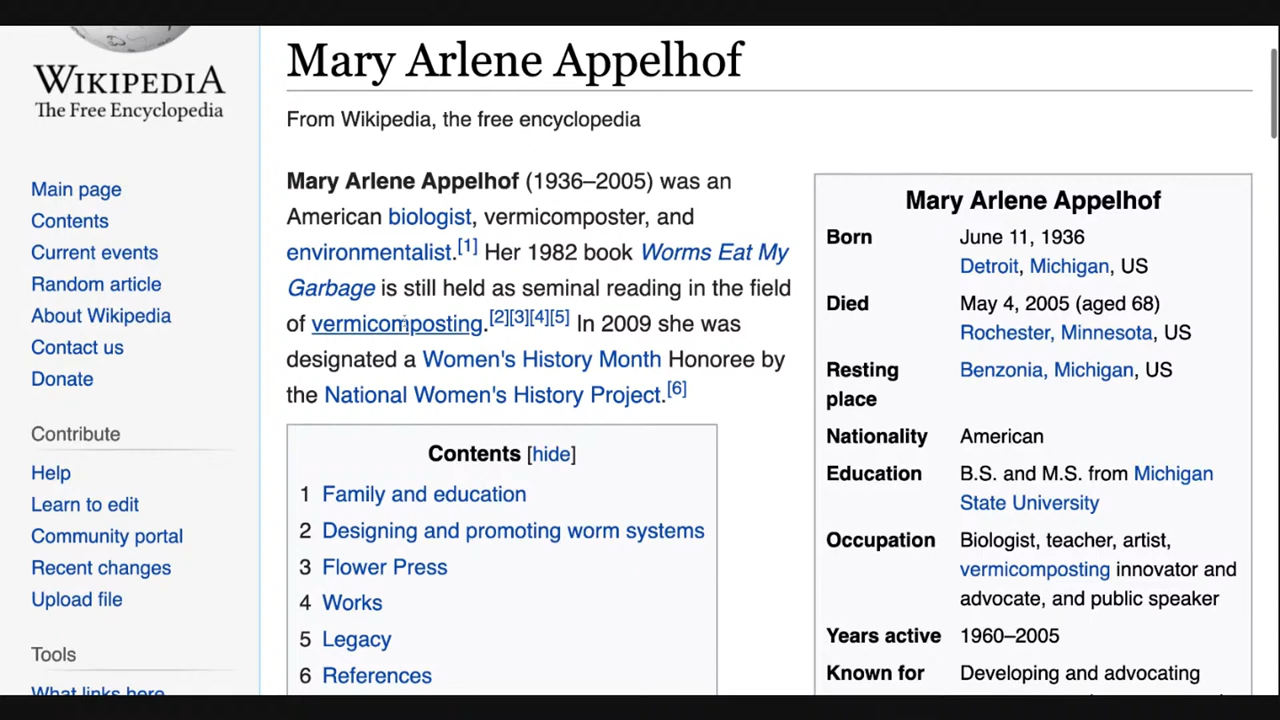 WIKIPEDIA
The Free Encyclopedia
Main page
Contents
Current events
Random article
About Wikipedia
Contact us
Donate
Contribute
Help
Learn to edit
Community portal
Recent changes
Upload file
Tools
What links here
Mary Arlene Appelhof
From Wikipedia, the free encyclopedia
Mary Arlene Appelhof (1936–2005) was an
American biologist, vermicomposter, and
environmentalist.[1] Her 1982 book Worms Eat My
Garbage is still held as seminal reading in the field
of vermicomposting.[2][3][4][5] In 2009 she was
designated a Women's History Month Honoree by
the National Women's History Project.[6]
Contents [hide]
1 Family and education
2 Designing and promoting worm systems
3 Flower Press
4 Works
5 Legacy
6 References
Mary Arlene Appelhof
Born June 11, 1936
Detroit, Michigan, US
Died May 4, 2005 (aged 68)
Rochester, Minnesota, US
Resting Benzonia, Michigan, US
place
Nationality American
Education B.S. and M.S. from Michigan
State University
Occupation Biologist, teacher, artist,
vermicomposting innovator and
advocate, and public speaker
Years active 1960–2005
Known for Developing and advocating